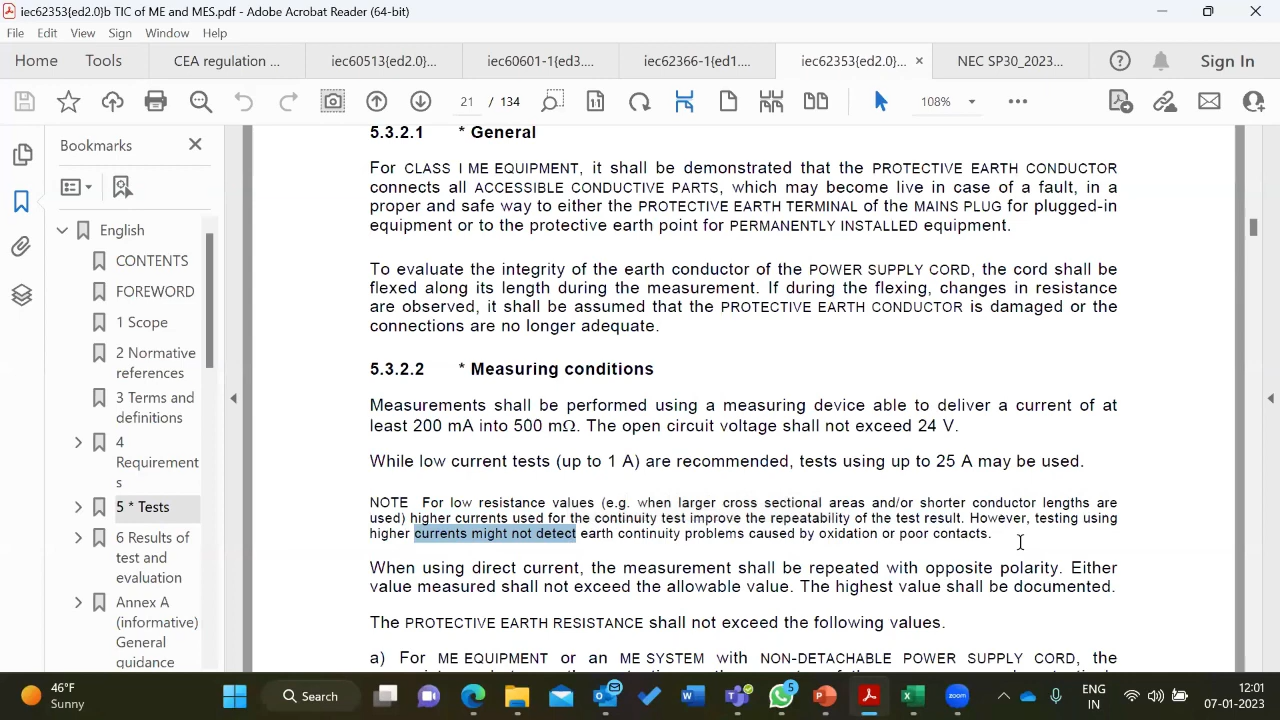 iec62353{ed2.0}b TIC of ME and MES.pdf - Adobe Acrobat Reader (64-bit)
File Edit View Sign Window Help
Home Tools CEA regulation ... iec60513{ed2.0}... iec60601-1{ed3.... iec62366-1{ed1.... iec62353{ed2.0}... × NEC SP30_2023... Sign In
21 / 134 108%
Bookmarks
English
CONTENTS
FOREWORD
1 Scope
2 Normative
references
3 Terms and
definitions
4
Requirement
s
5 * Tests
6 Results of
test and
evaluation
Annex A
(informative)
General
guidance
5.3.2.1 * General
For CLASS I ME EQUIPMENT, it shall be demonstrated that the PROTECTIVE EARTH CONDUCTOR
connects all ACCESSIBLE CONDUCTIVE PARTS, which may become live in case of a fault, in a
proper and safe way to either the PROTECTIVE EARTH TERMINAL of the MAINS PLUG for plugged-in
equipment or to the protective earth point for PERMANENTLY INSTALLED equipment.
To evaluate the integrity of the earth conductor of the POWER SUPPLY CORD, the cord shall be
flexed along its length during the measurement. If during the flexing, changes in resistance
are observed, it shall be assumed that the PROTECTIVE EARTH CONDUCTOR is damaged or the
connections are no longer adequate.
5.3.2.2 * Measuring conditions
Measurements shall be performed using a measuring device able to deliver a current of at
least 200 mA into 500 mΩ. The open circuit voltage shall not exceed 24 V.
While low current tests (up to 1 A) are recommended, tests using up to 25 A may be used.
NOTE For low resistance values (e.g. when larger cross sectional areas and/or shorter conductor lengths are
used) higher currents used for the continuity test improve the repeatability of the test result. However, testing using
higher currents might not detect earth continuity problems caused by oxidation or poor contacts.
When using direct current, the measurement shall be repeated with opposite polarity. Either
value measured shall not exceed the allowable value. The highest value shall be documented.
The PROTECTIVE EARTH RESISTANCE shall not exceed the following values.
a) For ME EQUIPMENT or an ME SYSTEM with NON-DETACHABLE POWER SUPPLY CORD, the
46°F
Sunny
Search
5
zoom
ENG
IN
12:01
07-01-2023